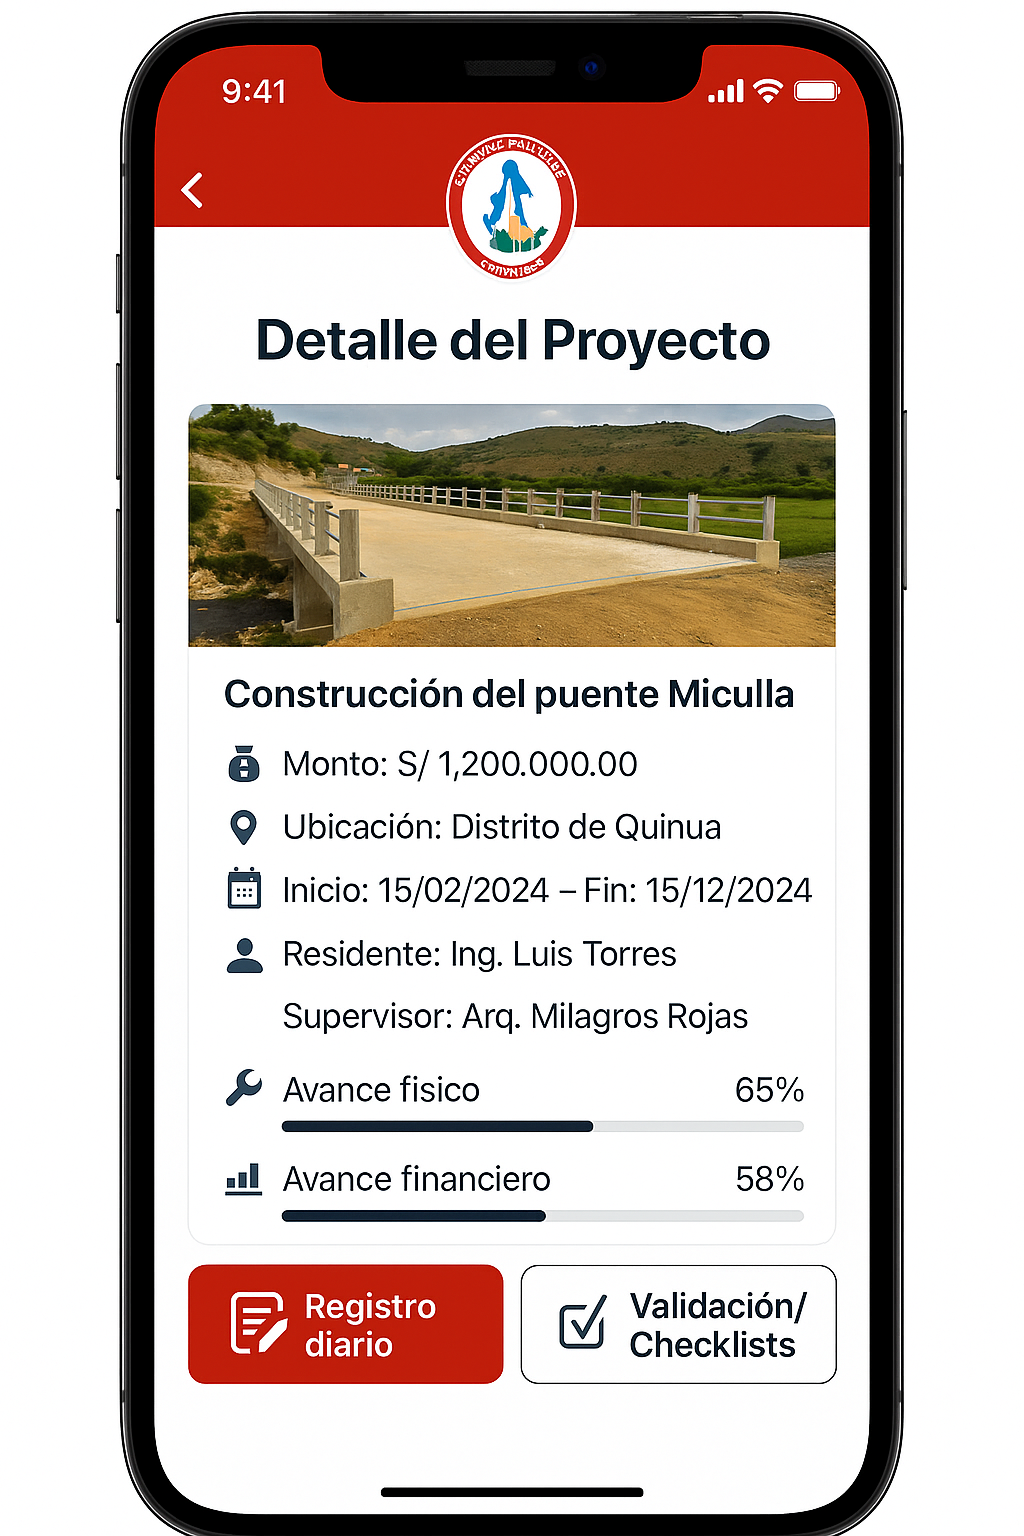 9:41
Detalle del Proyecto
Construcción del puente Miculla
Monto: S/ 1,200.000.00
Ubicación: Distrito de Quinua
Inicio: 15/02/2024 – Fin: 15/12/2024
Residente: Ing. Luis Torres
Supervisor: Arq. Milagros Rojas
Avance fisico 65%
Avance financiero 58%
Registro
diario
Validación/
Checklists